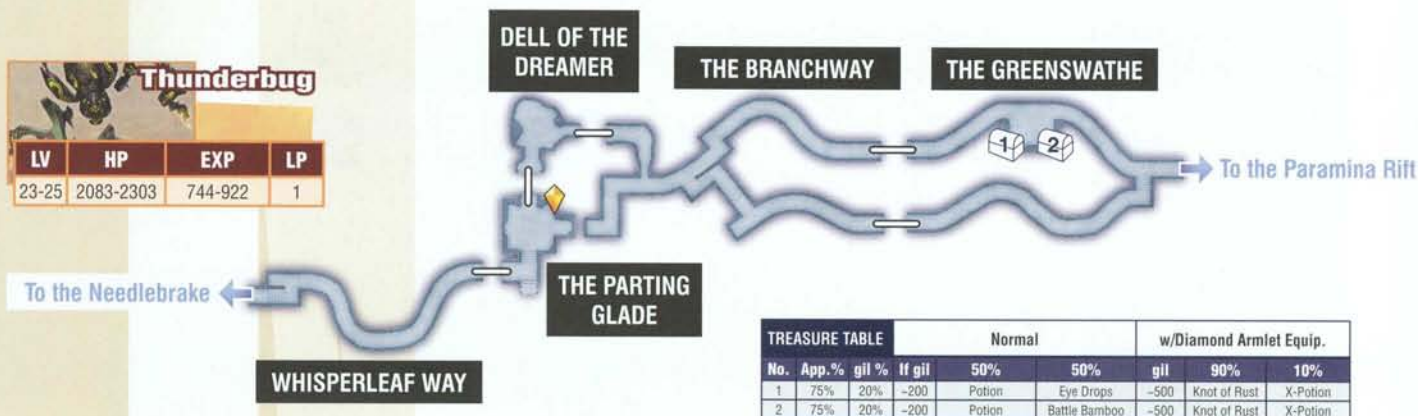 Thunderbug
LV HP EXP LP
23-25 2083-2303 744-922 1
DELL OF THE
DREAMER
THE BRANCHWAY
THE GREENSWATHE
1 2
To the Paramina Rift
To the Needlebrake
THE PARTING
GLADE
WHISPERLEAF WAY
TREASURE TABLE Normal w/Diamond Armlet Equip.
No. App.% gil % If gil 50% 50% gil 90% 10%
1 75% 20% ~200 Potion Eye Drops ~500 Knot of Rust X-Potion
2 75% 20% ~200 Potion Battle Bamboo ~500 Knot of Rust X-Potion